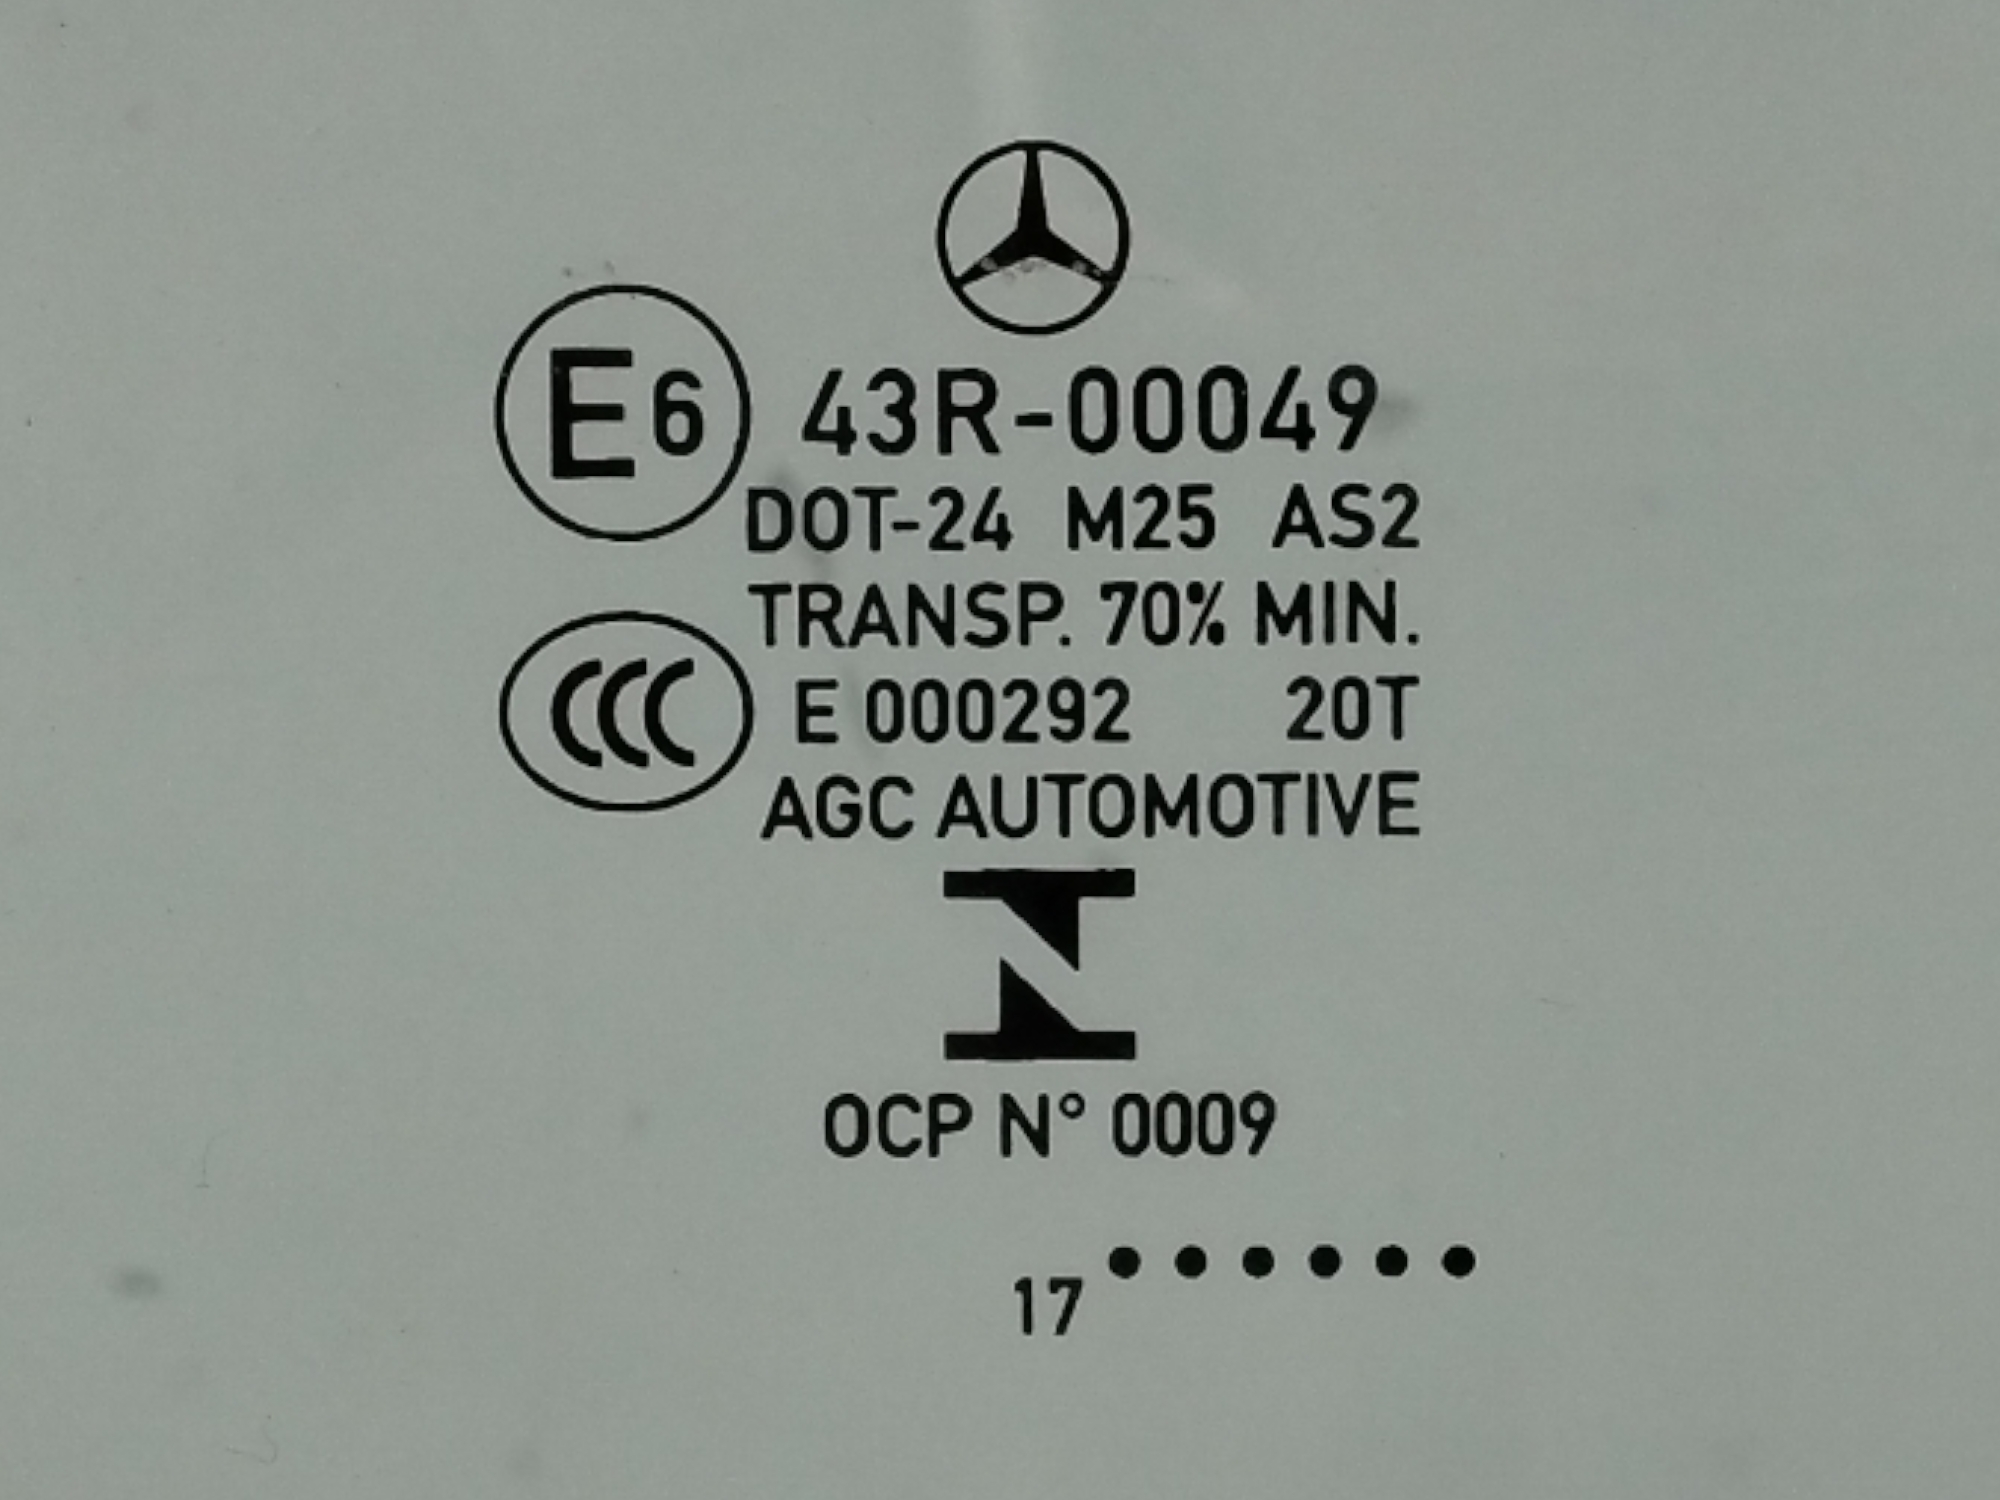 E6 43R-00049
DOT-24 M25 AS2
TRANSP. 70% MIN.
CCC
E 000292 20T
AGC AUTOMOTIVE
N
OCP N° 0009
17 ● ● ● ● ● ●